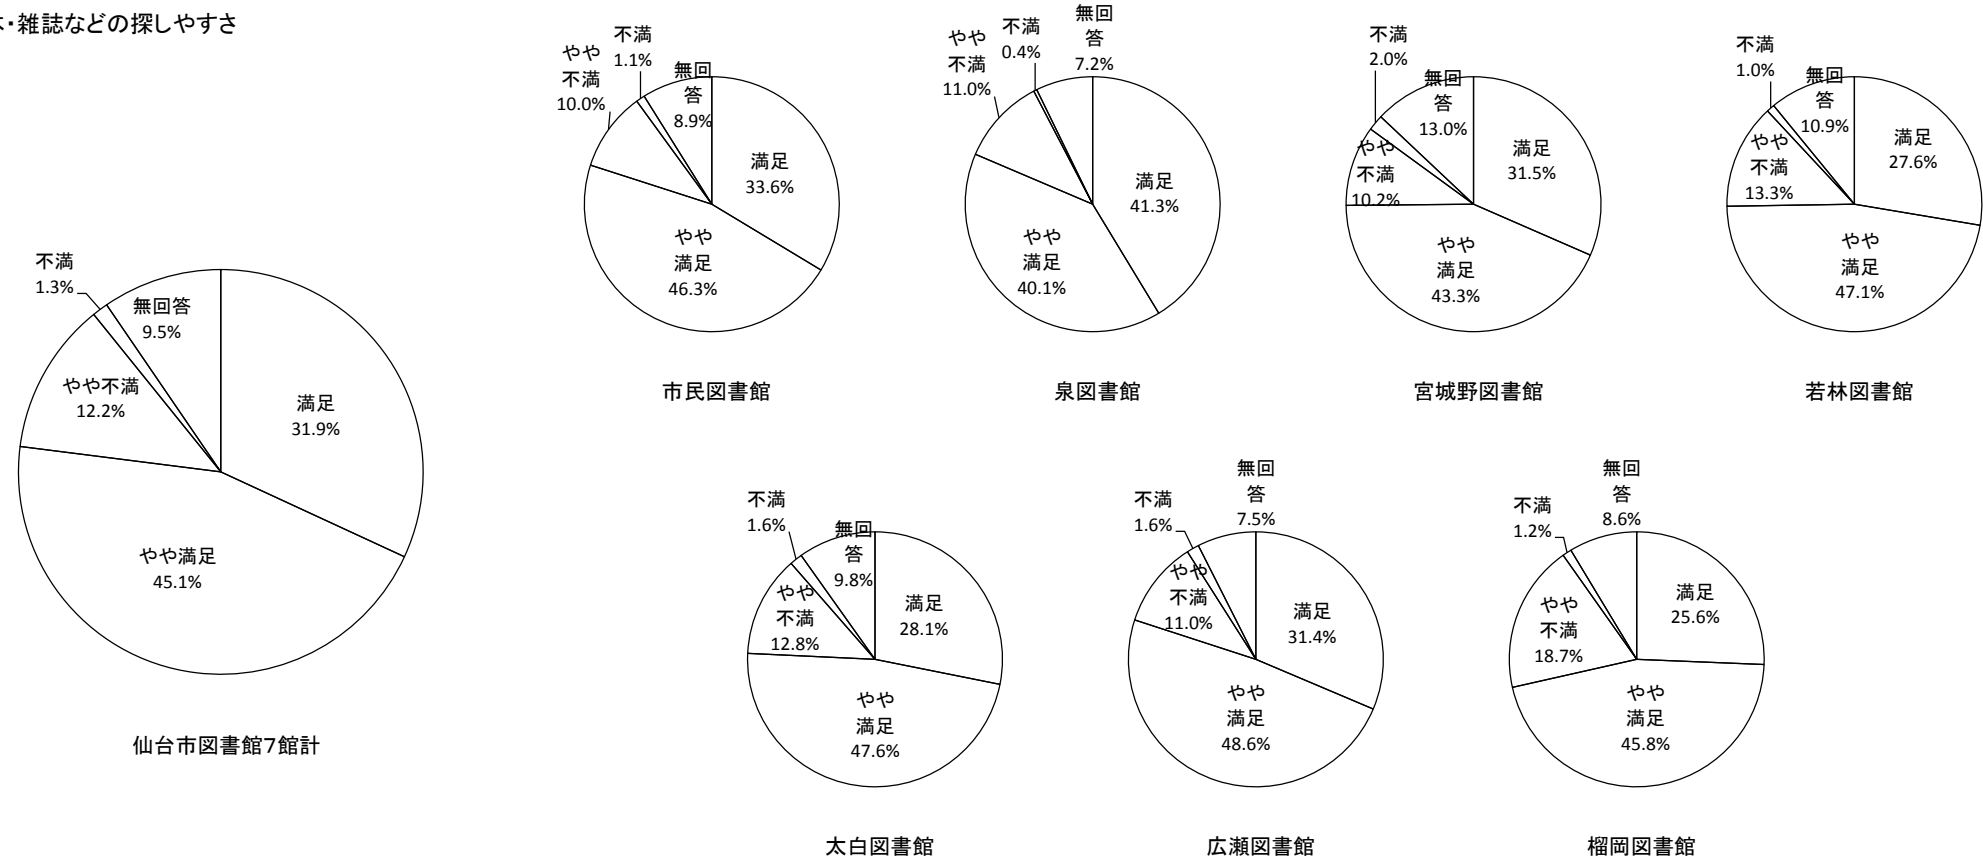 ・雑誌などの探しやすさ
不満
1.3%
無回答
9.5%
やや不満
12.2%
満足
31.9%
やや満足
45.1%
仙台市図書館7館計
不満
1.1%
やや
不満
10.0%
無回
答
8.9%
満足
33.6%
やや
満足
46.3%
市民図書館
不満
0.4%
無回
答
7.2%
やや
不満
11.0%
満足
41.3%
やや
満足
40.1%
泉図書館
不満
2.0%
無回
答
13.0%
やや
不満
10.2%
満足
31.5%
やや
満足
43.3%
宮城野図書館
不満
1.0%
無回
答
10.9%
やや
不満
13.3%
満足
27.6%
やや
満足
47.1%
若林図書館
不満
1.6%
無回
答
9.8%
やや
不満
12.8%
満足
28.1%
やや
満足
47.6%
太白図書館
不満
1.6%
無回
答
7.5%
やや
不満
11.0%
満足
31.4%
やや
満足
48.6%
広瀬図書館
不満
1.2%
無回
答
8.6%
やや
不満
18.7%
満足
25.6%
やや
満足
45.8%
榴岡図書館